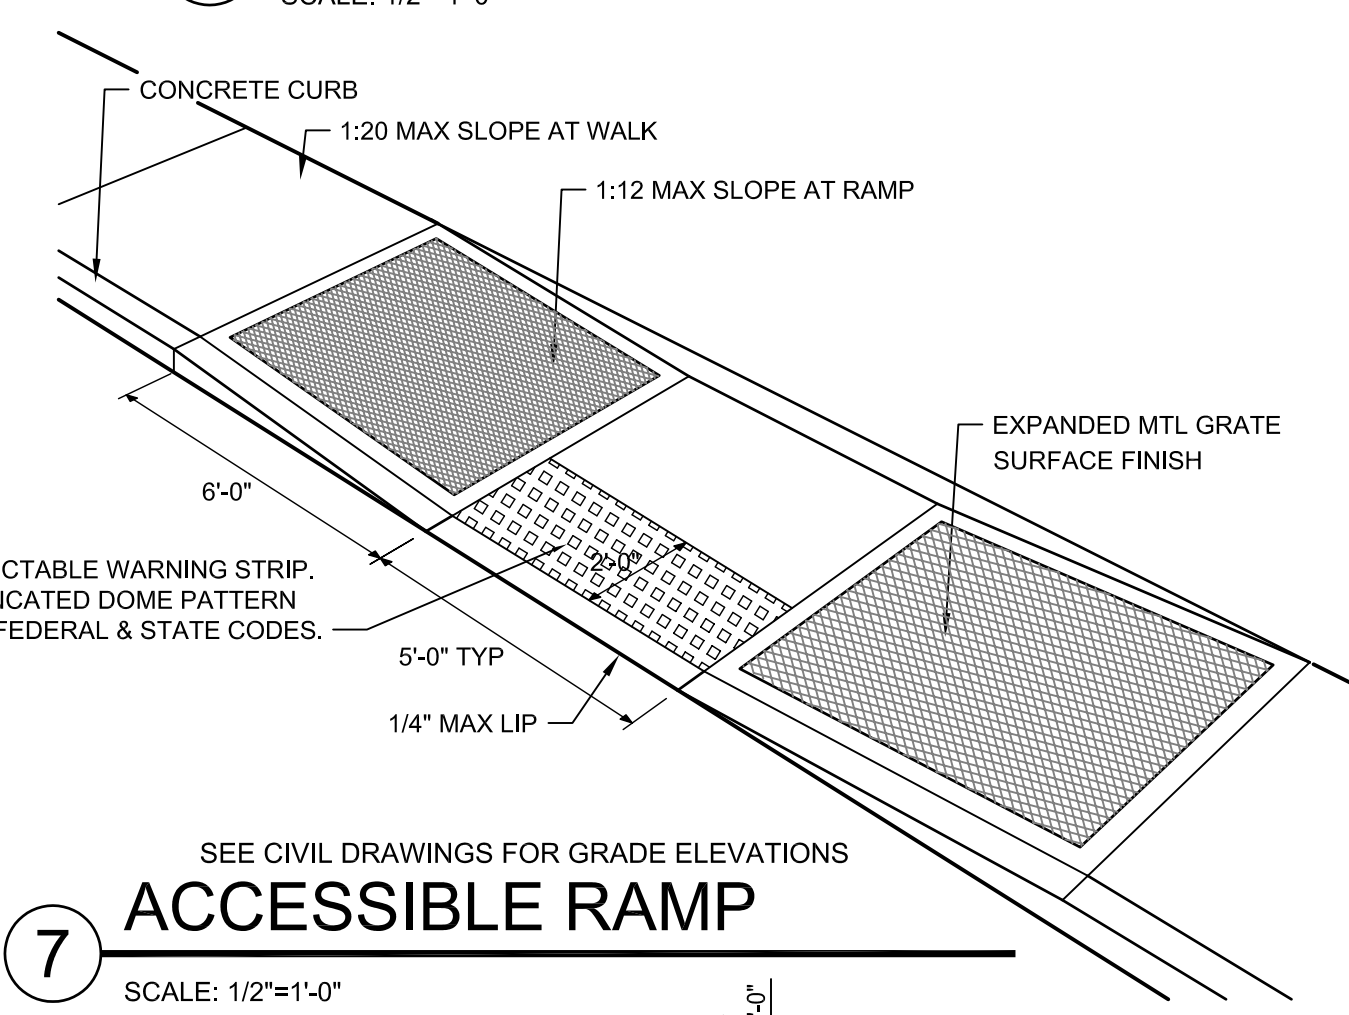 CONCRETE CURB
1:20 MAX SLOPE AT WALK
1:12 MAX SLOPE AT RAMP
EXPANDED MTL GRATE
SURFACE FINISH
6'-0"
2'-0"
WARNING STRIP.
DOME PATTERN
FEDERAL & STATE CODES.
5'-0" TYP
1/4" MAX LIP
SEE CIVIL DRAWINGS FOR GRADE ELEVATIONS
ACCESSIBLE RAMP
7
SCALE: 1/2"=1'-0"